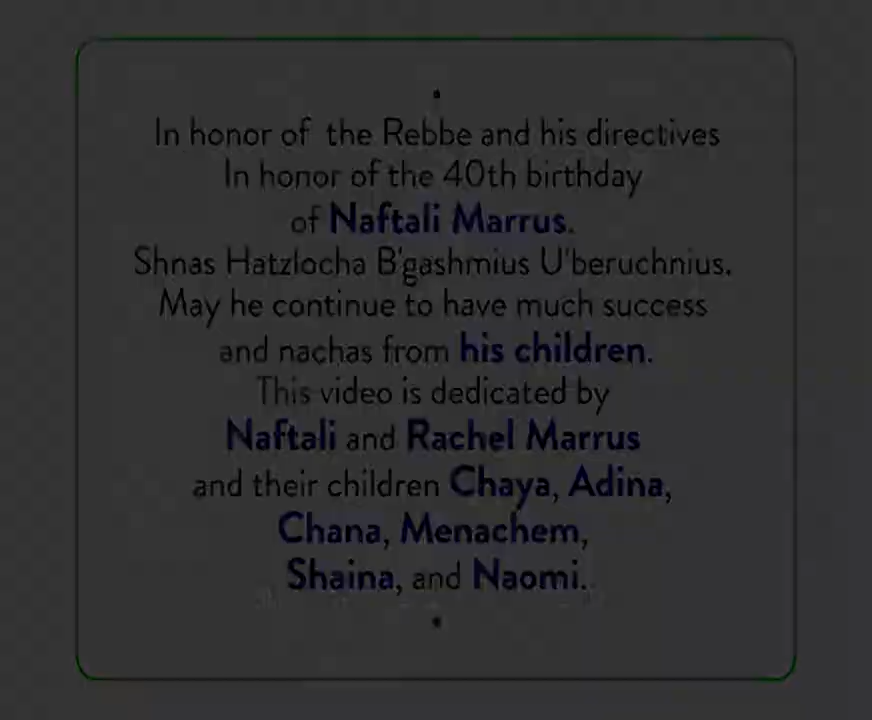 In honor of the Rebbe and his directives
In honor of the 40th birthday
of Naftali Marrus.
Shnas Hatzlocha B'gashmius U'beruchnius.
May he continue to have much success
and nachas from his children.
This video is dedicated by
Naftali and Rachel Marrus
and their children Chaya, Adina,
Chana, Menachem,
Shaina, and Naomi.